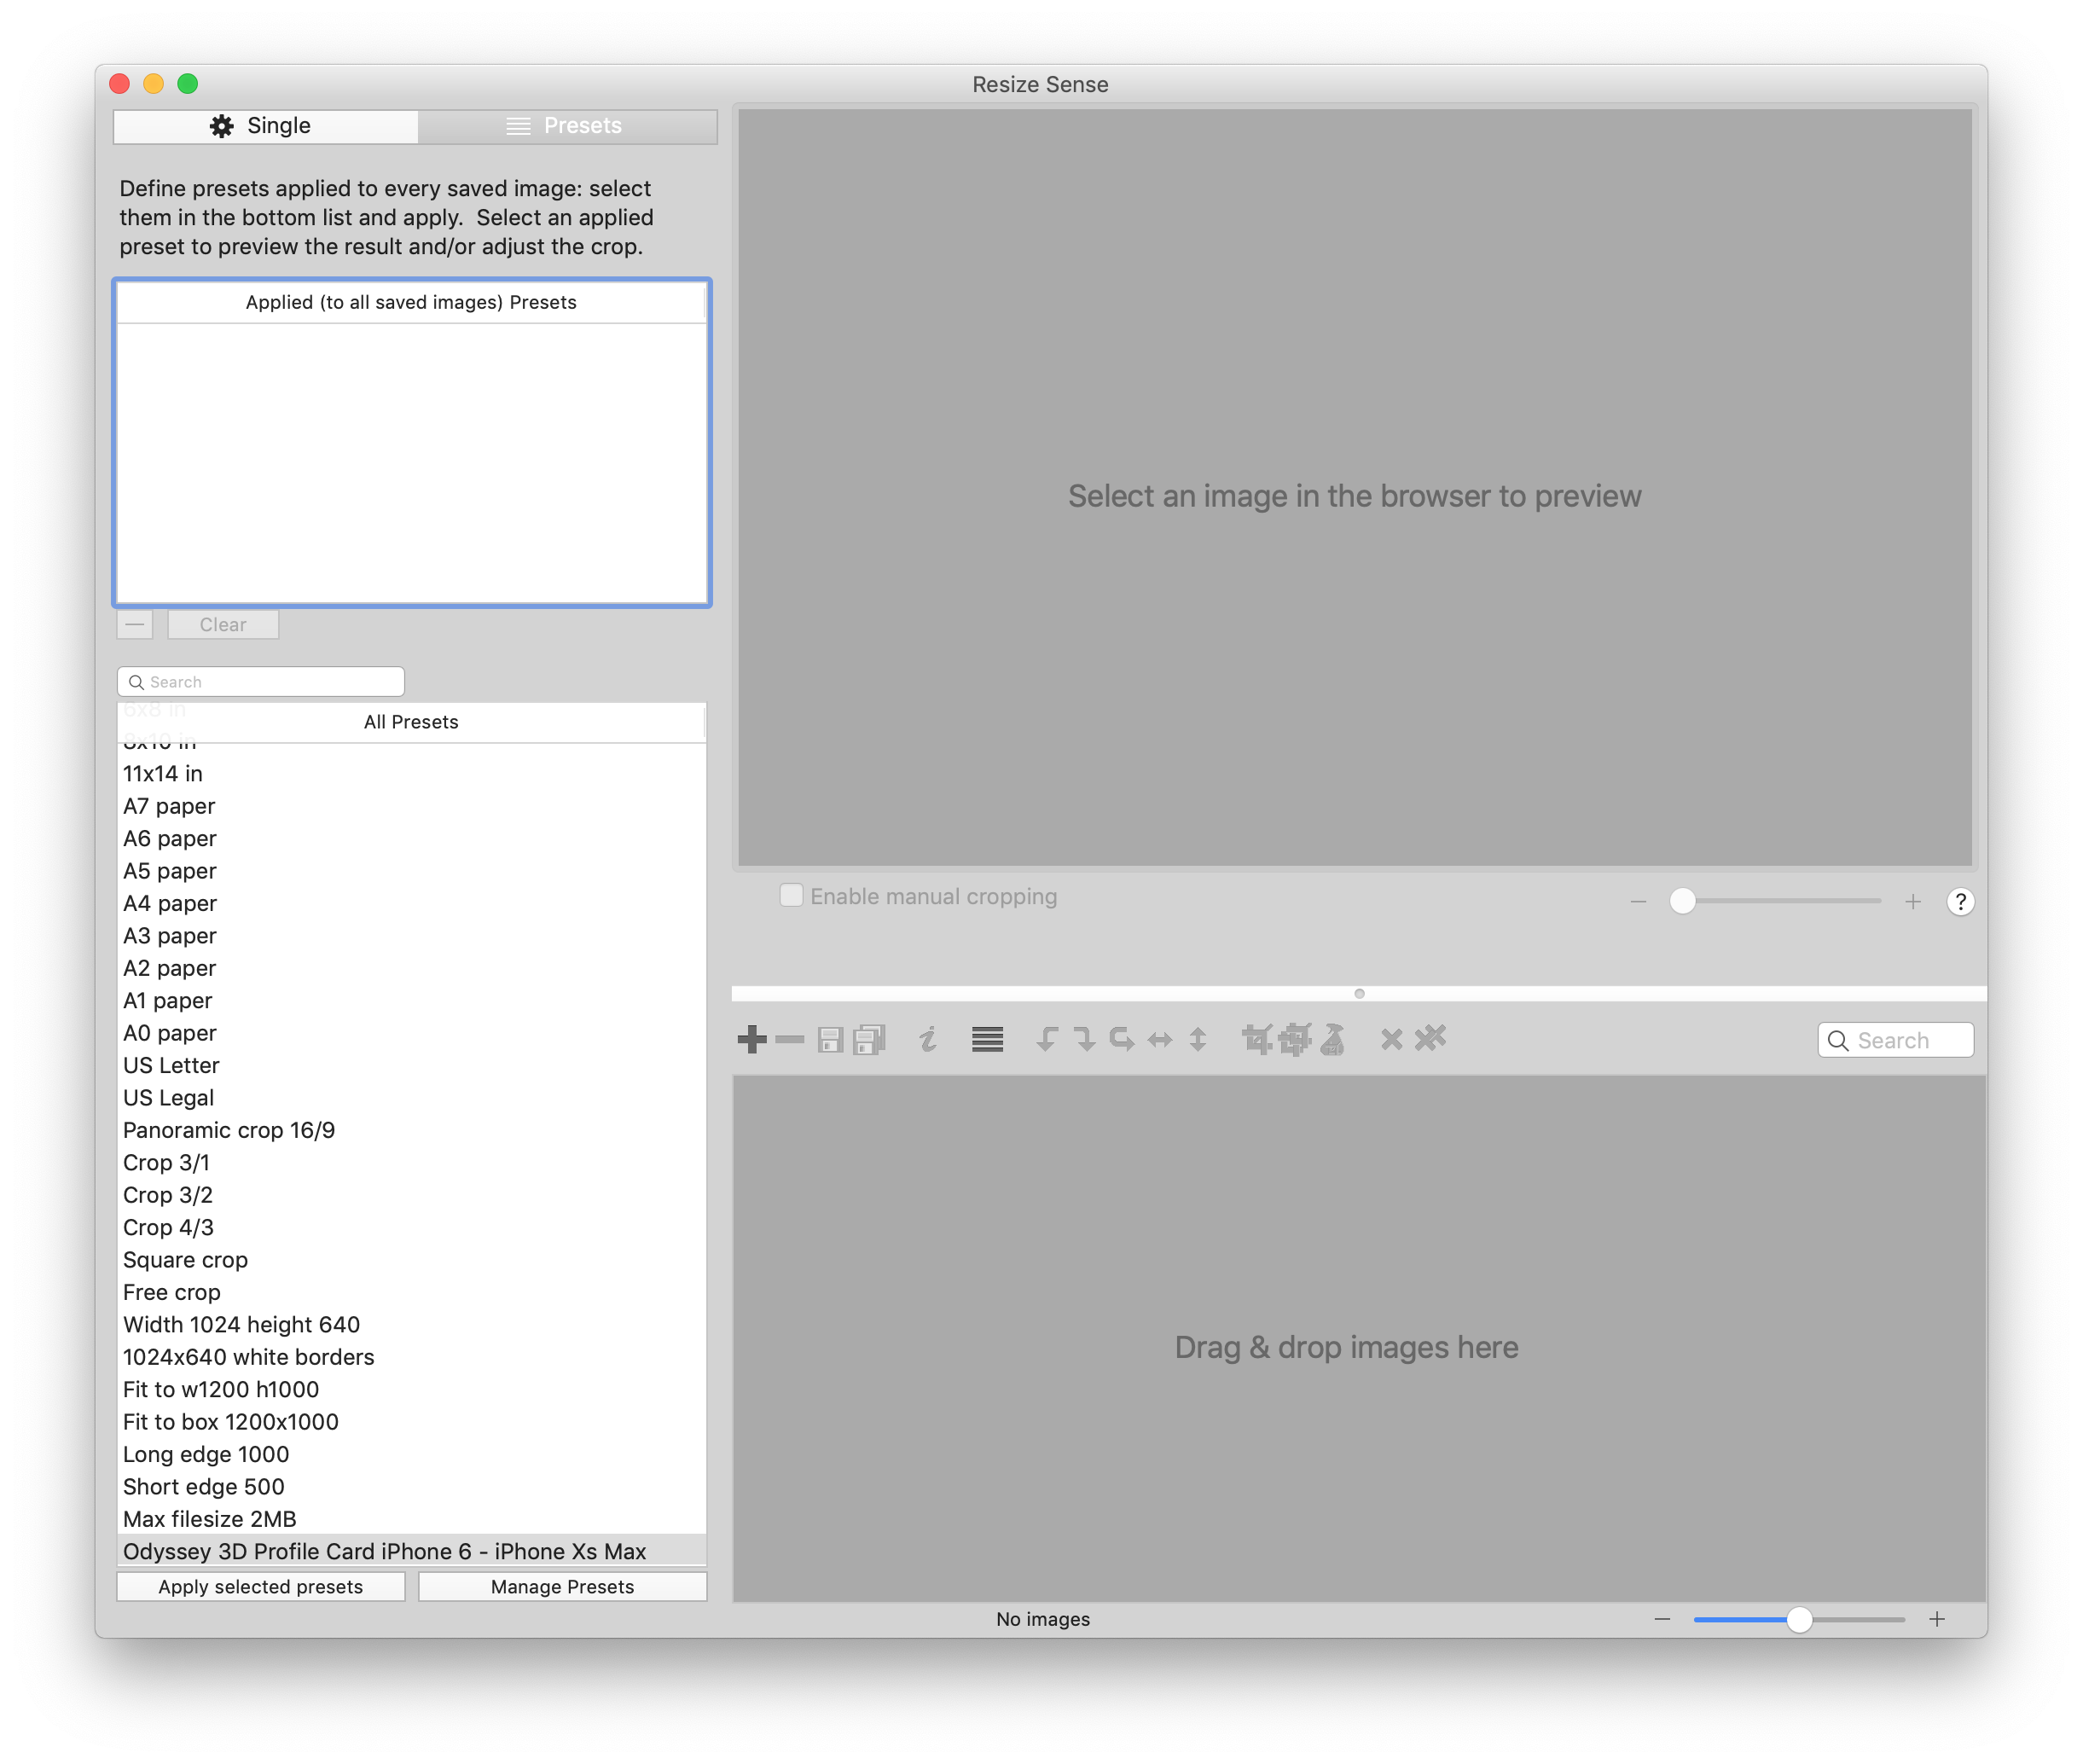 Resize Sense
Single
Presets
Define presets applied to every saved image: select
them in the bottom list and apply.  Select an applied
preset to preview the result and/or adjust the crop.
Applied (to all saved images) Presets
Clear
Search
6x8 in
All Presets
8x10 in
11x14 in
A7 paper
A6 paper
A5 paper
A4 paper
A3 paper
A2 paper
A1 paper
A0 paper
US Letter
US Legal
Panoramic crop 16/9
Crop 3/1
Crop 3/2
Crop 4/3
Square crop
Free crop
Width 1024 height 640
1024x640 white borders
Fit to w1200 h1000
Fit to box 1200x1000
Long edge 1000
Short edge 500
Max filesize 2MB
Odyssey 3D Profile Card iPhone 6 - iPhone Xs Max
Apply selected presets
Manage Presets
Select an image in the browser to preview
Enable manual cropping
?
Search
Drag & drop images here
No images